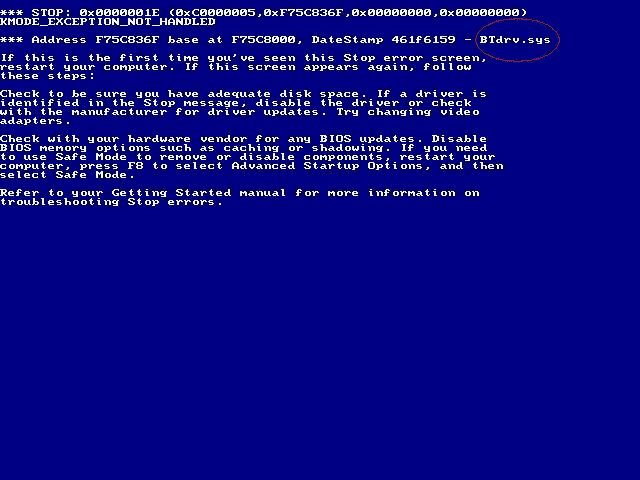 *** STOP: 0x0000001E (0xC0000005,0xF75C836F,0x00000000,0x00000000)
KMODE_EXCEPTION_NOT_HANDLED
*** Address F75C836F base at F75C8000, DateStamp 461f6159 - BTdrv.sys
If this is the first time you've seen this Stop error screen,
restart your computer. If this screen appears again, follow
these steps:
Check to be sure you have adequate disk space. If a driver is
identified in the Stop message, disable the driver or check
with the manufacturer for driver updates. Try changing video
adapters.
Check with your hardware vendor for any BIOS updates. Disable
BIOS memory options such as caching or shadowing. If you need
to use Safe Mode to remove or disable components, restart your
computer, press F8 to select Advanced Startup Options, and then
select Safe Mode.
Refer to your Getting Started manual for more information on
troubleshooting Stop errors.